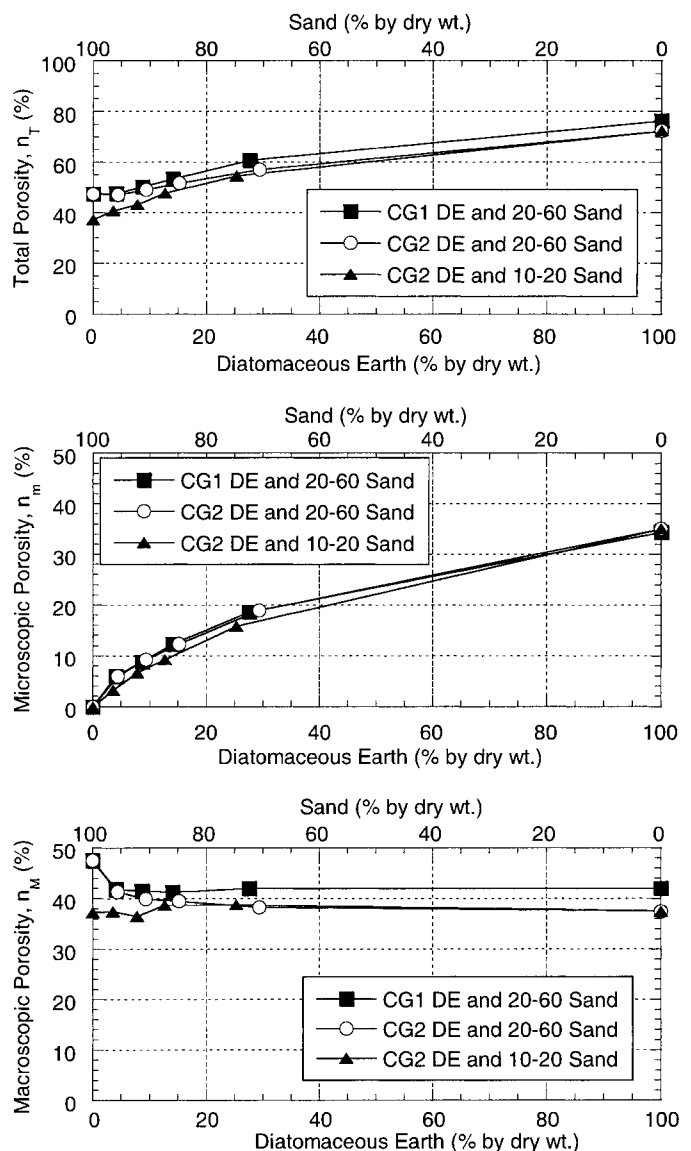 Sand (% by dry wt.)
100 80 60 40 20 0
Total Porosity, n_T (%)
100
80
60
40
20
0
CG1 DE and 20-60 Sand
CG2 DE and 20-60 Sand
CG2 DE and 10-20 Sand
0 20 40 60 80 100
Diatomaceous Earth (% by dry wt.)
Sand (% by dry wt.)
100 80 60 40 20 0
Microscopic Porosity, n_m (%)
50
40
30
20
10
0
CG1 DE and 20-60 Sand
CG2 DE and 20-60 Sand
CG2 DE and 10-20 Sand
0 20 40 60 80 100
Diatomaceous Earth (% by dry wt.)
Sand (% by dry wt.)
100 80 60 40 20 0
Macroscopic Porosity, n_M (%)
50
40
30
20
10
0
CG1 DE and 20-60 Sand
CG2 DE and 20-60 Sand
CG2 DE and 10-20 Sand
0 20 40 60 80 100
Diatomaceous Earth (% by dry wt.)